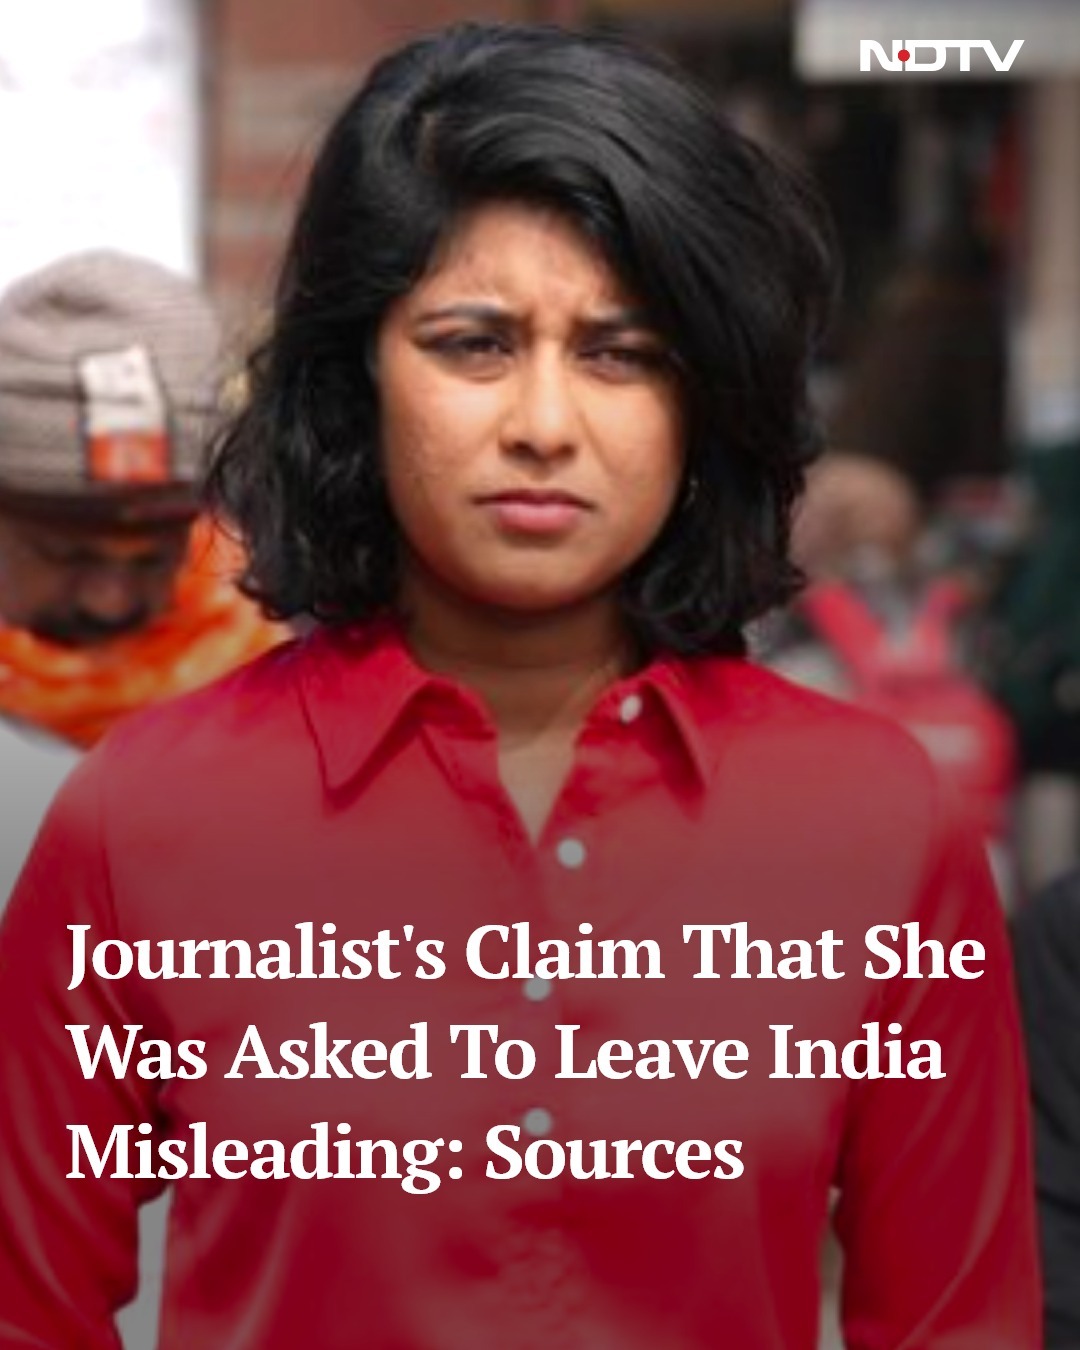 NDTV
Journalist's Claim That She
Was Asked To Leave India
Misleading: Sources